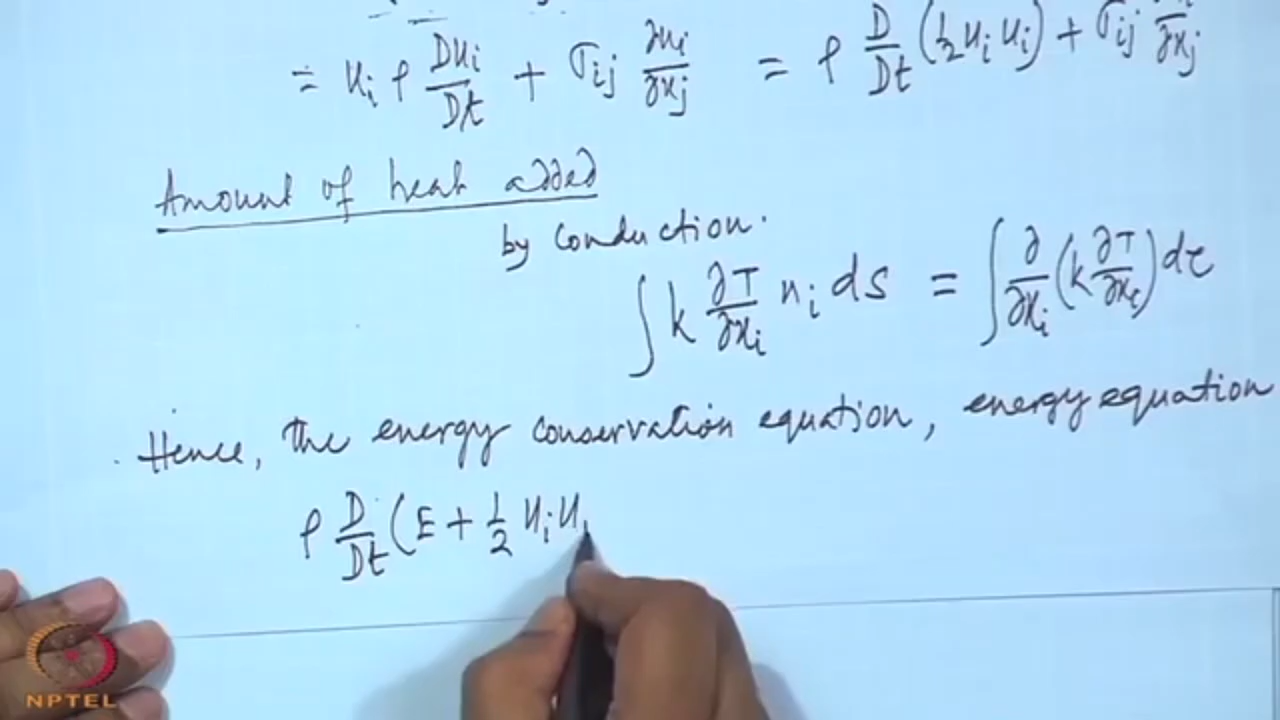 = u_i ρ Du_i/Dt + σ_ij ∂u_i/∂x_j = ρ D/Dt (1/2 u_i u_i) + σ_ij ∂u_i/∂x_j
Amount of heat added
by conduction.
∫ k ∂T/∂x_i n_i ds = ∫ ∂/∂x_i (k ∂T/∂x_i) dτ
Hence, the energy conservation equation, energy equation
ρ D/Dt (E + 1/2 u_i u_i
NPTEL